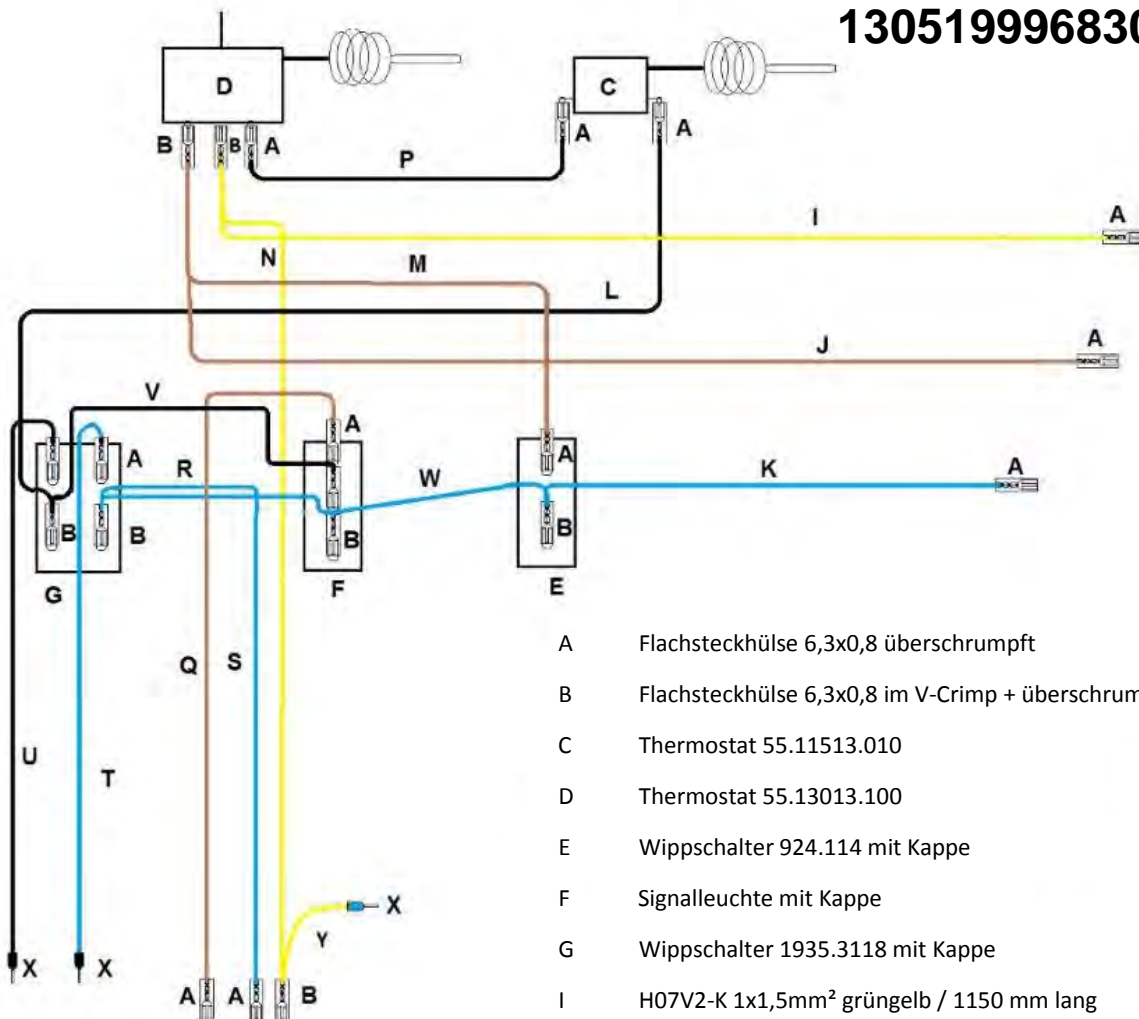 130519996830
D
C
B
B
A
A
A
P
I
A
N
M
L
J
A
V
A
A
A
R
W
K
A
B
B
B
B
G
F
E
Q
S
U
T
X
Y
X
X
A
A
B
A Flachsteckhülse 6,3x0,8 überschrumpft
B Flachsteckhülse 6,3x0,8 im V-Crimp +
C Thermostat 55.11513.010
D Thermostat 55.13013.100
E Wippschalter 924.114 mit Kappe
F Signalleuchte mit Kappe
G Wippschalter 1935.3118 mit Kappe
I H07V2-K 1x1,5mm² grüngelb / 1150 mm lang